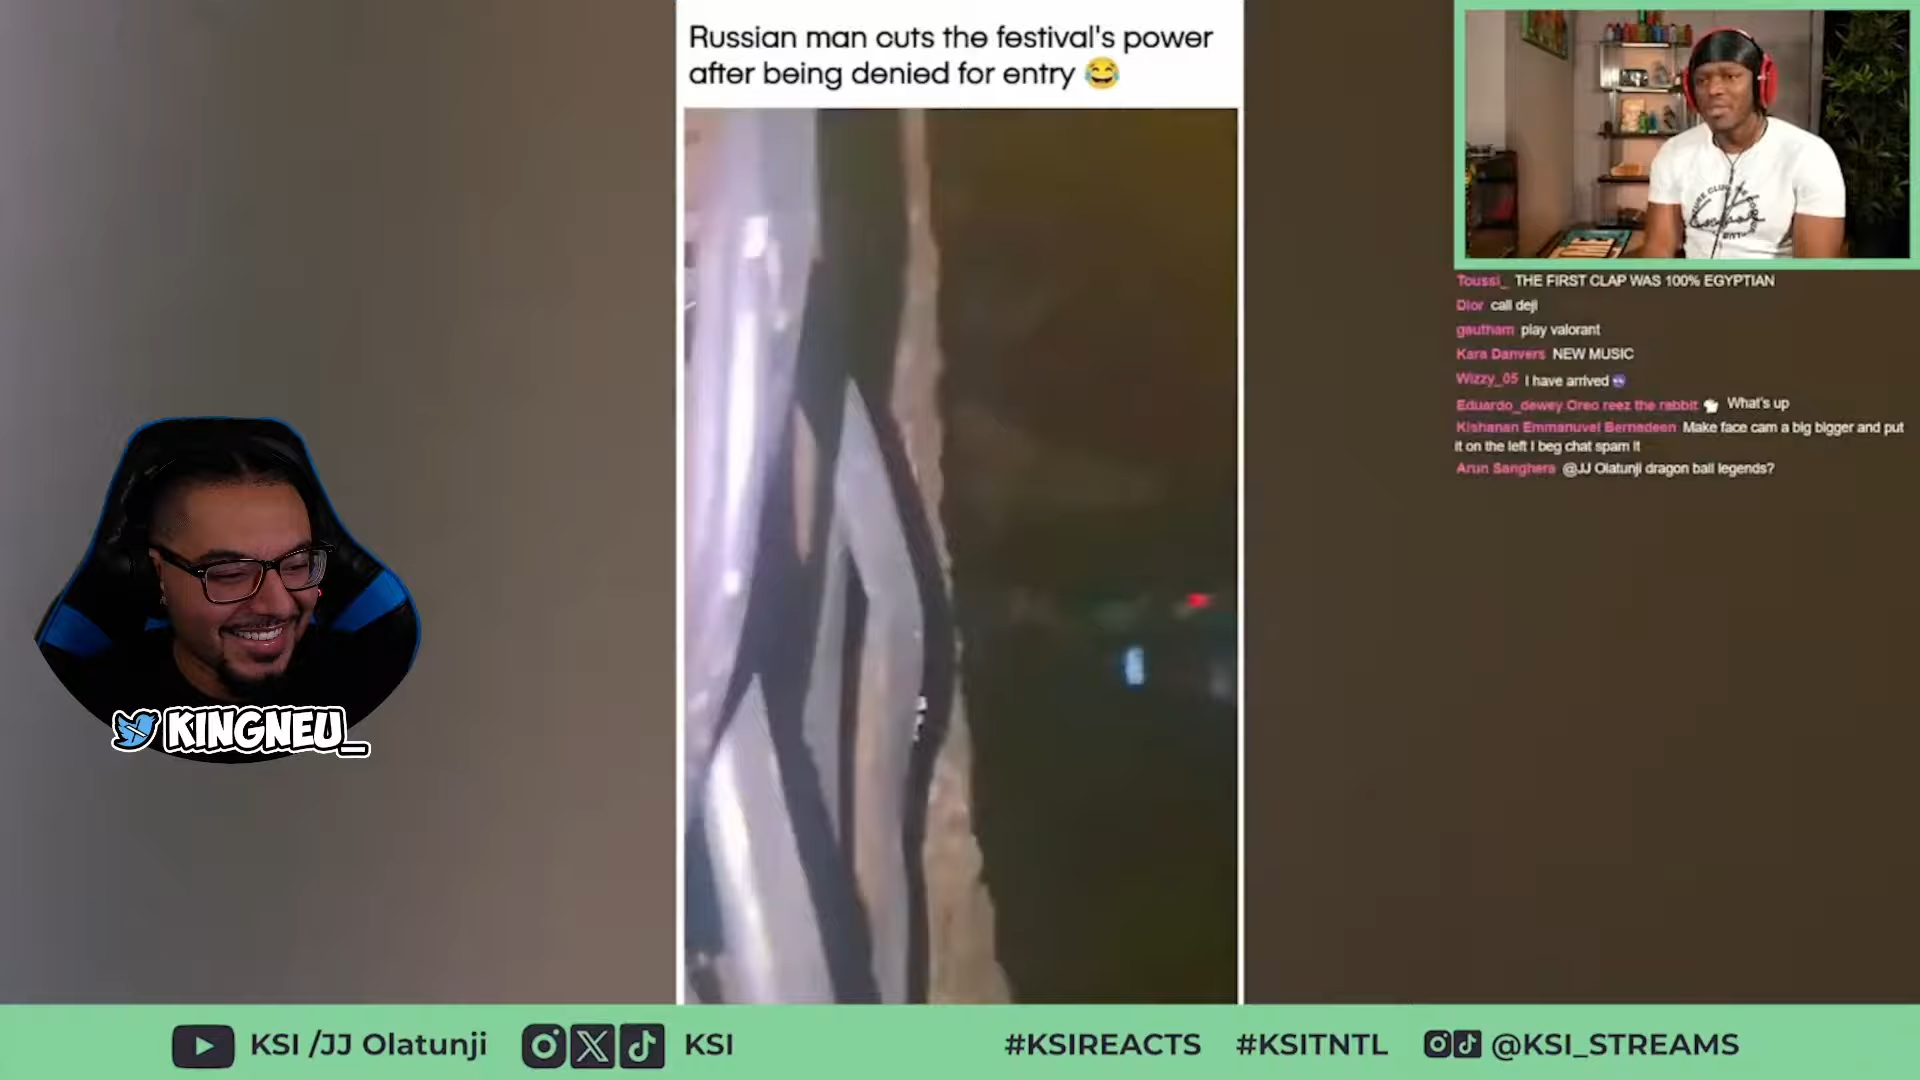 Russian man cuts the festival's power
after being denied for entry 😂
Toussi_ THE FIRST CLAP WAS 100% EGYPTIAN
Dior call deji
gautham play valorant
Kara Danvers NEW MUSIC
Wizzy_05 I have arrived
Eduardo_dewey Oreo reez the rabbit What's up
Kishanan Emmanuvel Bernadeen Make face cam a big bigger and put
it on the left I beg chat spam it
Arun Sanghera @JJ Olatunji dragon ball legends?
KINGNEU_
KSI /JJ Olatunji
KSI
#KSIREACTS
#KSITNTL
@KSI_STREAMS